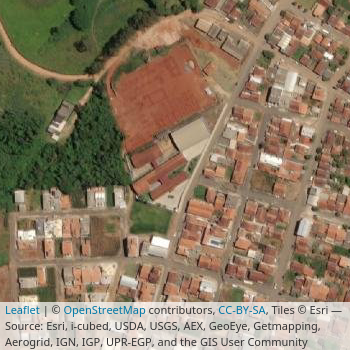 Leaflet | © OpenStreetMap contributors, CC-BY-SA, Tiles © Esri —
Source: Esri, i-cubed, USDA, USGS, AEX, GeoEye, Getmapping,
Aerogrid, IGN, IGP, UPR-EGP, and the GIS User Community